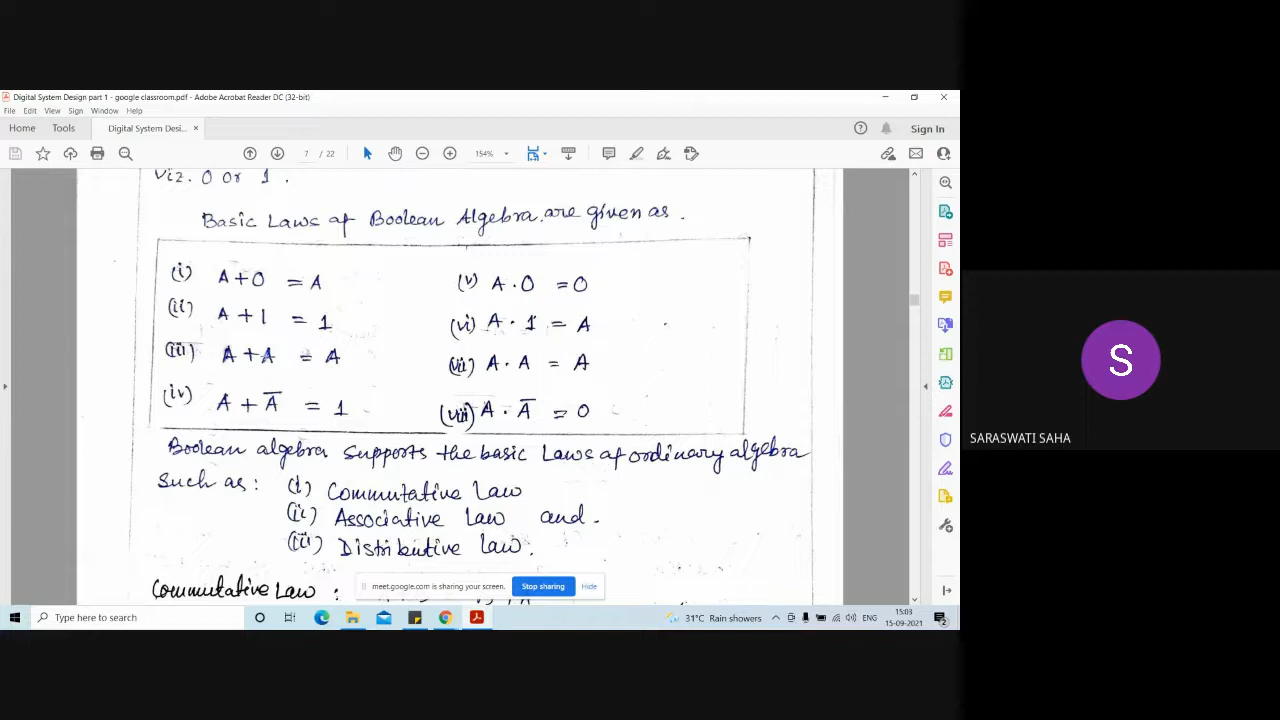 Digital System Design part 1 - google classroom.pdf - Adobe Acrobat Reader DC (32-bit)
File Edit View Sign Window Help
Home Tools Digital System Desi... × Sign In
7 / 22 154%
Viz. 0 or 1.
Basic Laws of Boolean Algebra are given as.
(i) A+0 = A (v) A·0 = 0
(ii) A+1 = 1 (vi) A·1 = A
(iii) A+A = A (vii) A·A = A
(iv) A+A̅ = 1 (viii) A·A̅ = 0
Boolean algebra supports the basic Laws of ordinary algebra
Such as: (i) Commutative Law
(ii) Associative Law and.
(iii) Distributive Law.
Commutative Law :
meet.google.com is sharing your screen. Stop sharing Hide
Type here to search
31°C Rain showers ENG 15:03
15-09-2021 2
S
SARASWATI SAHA